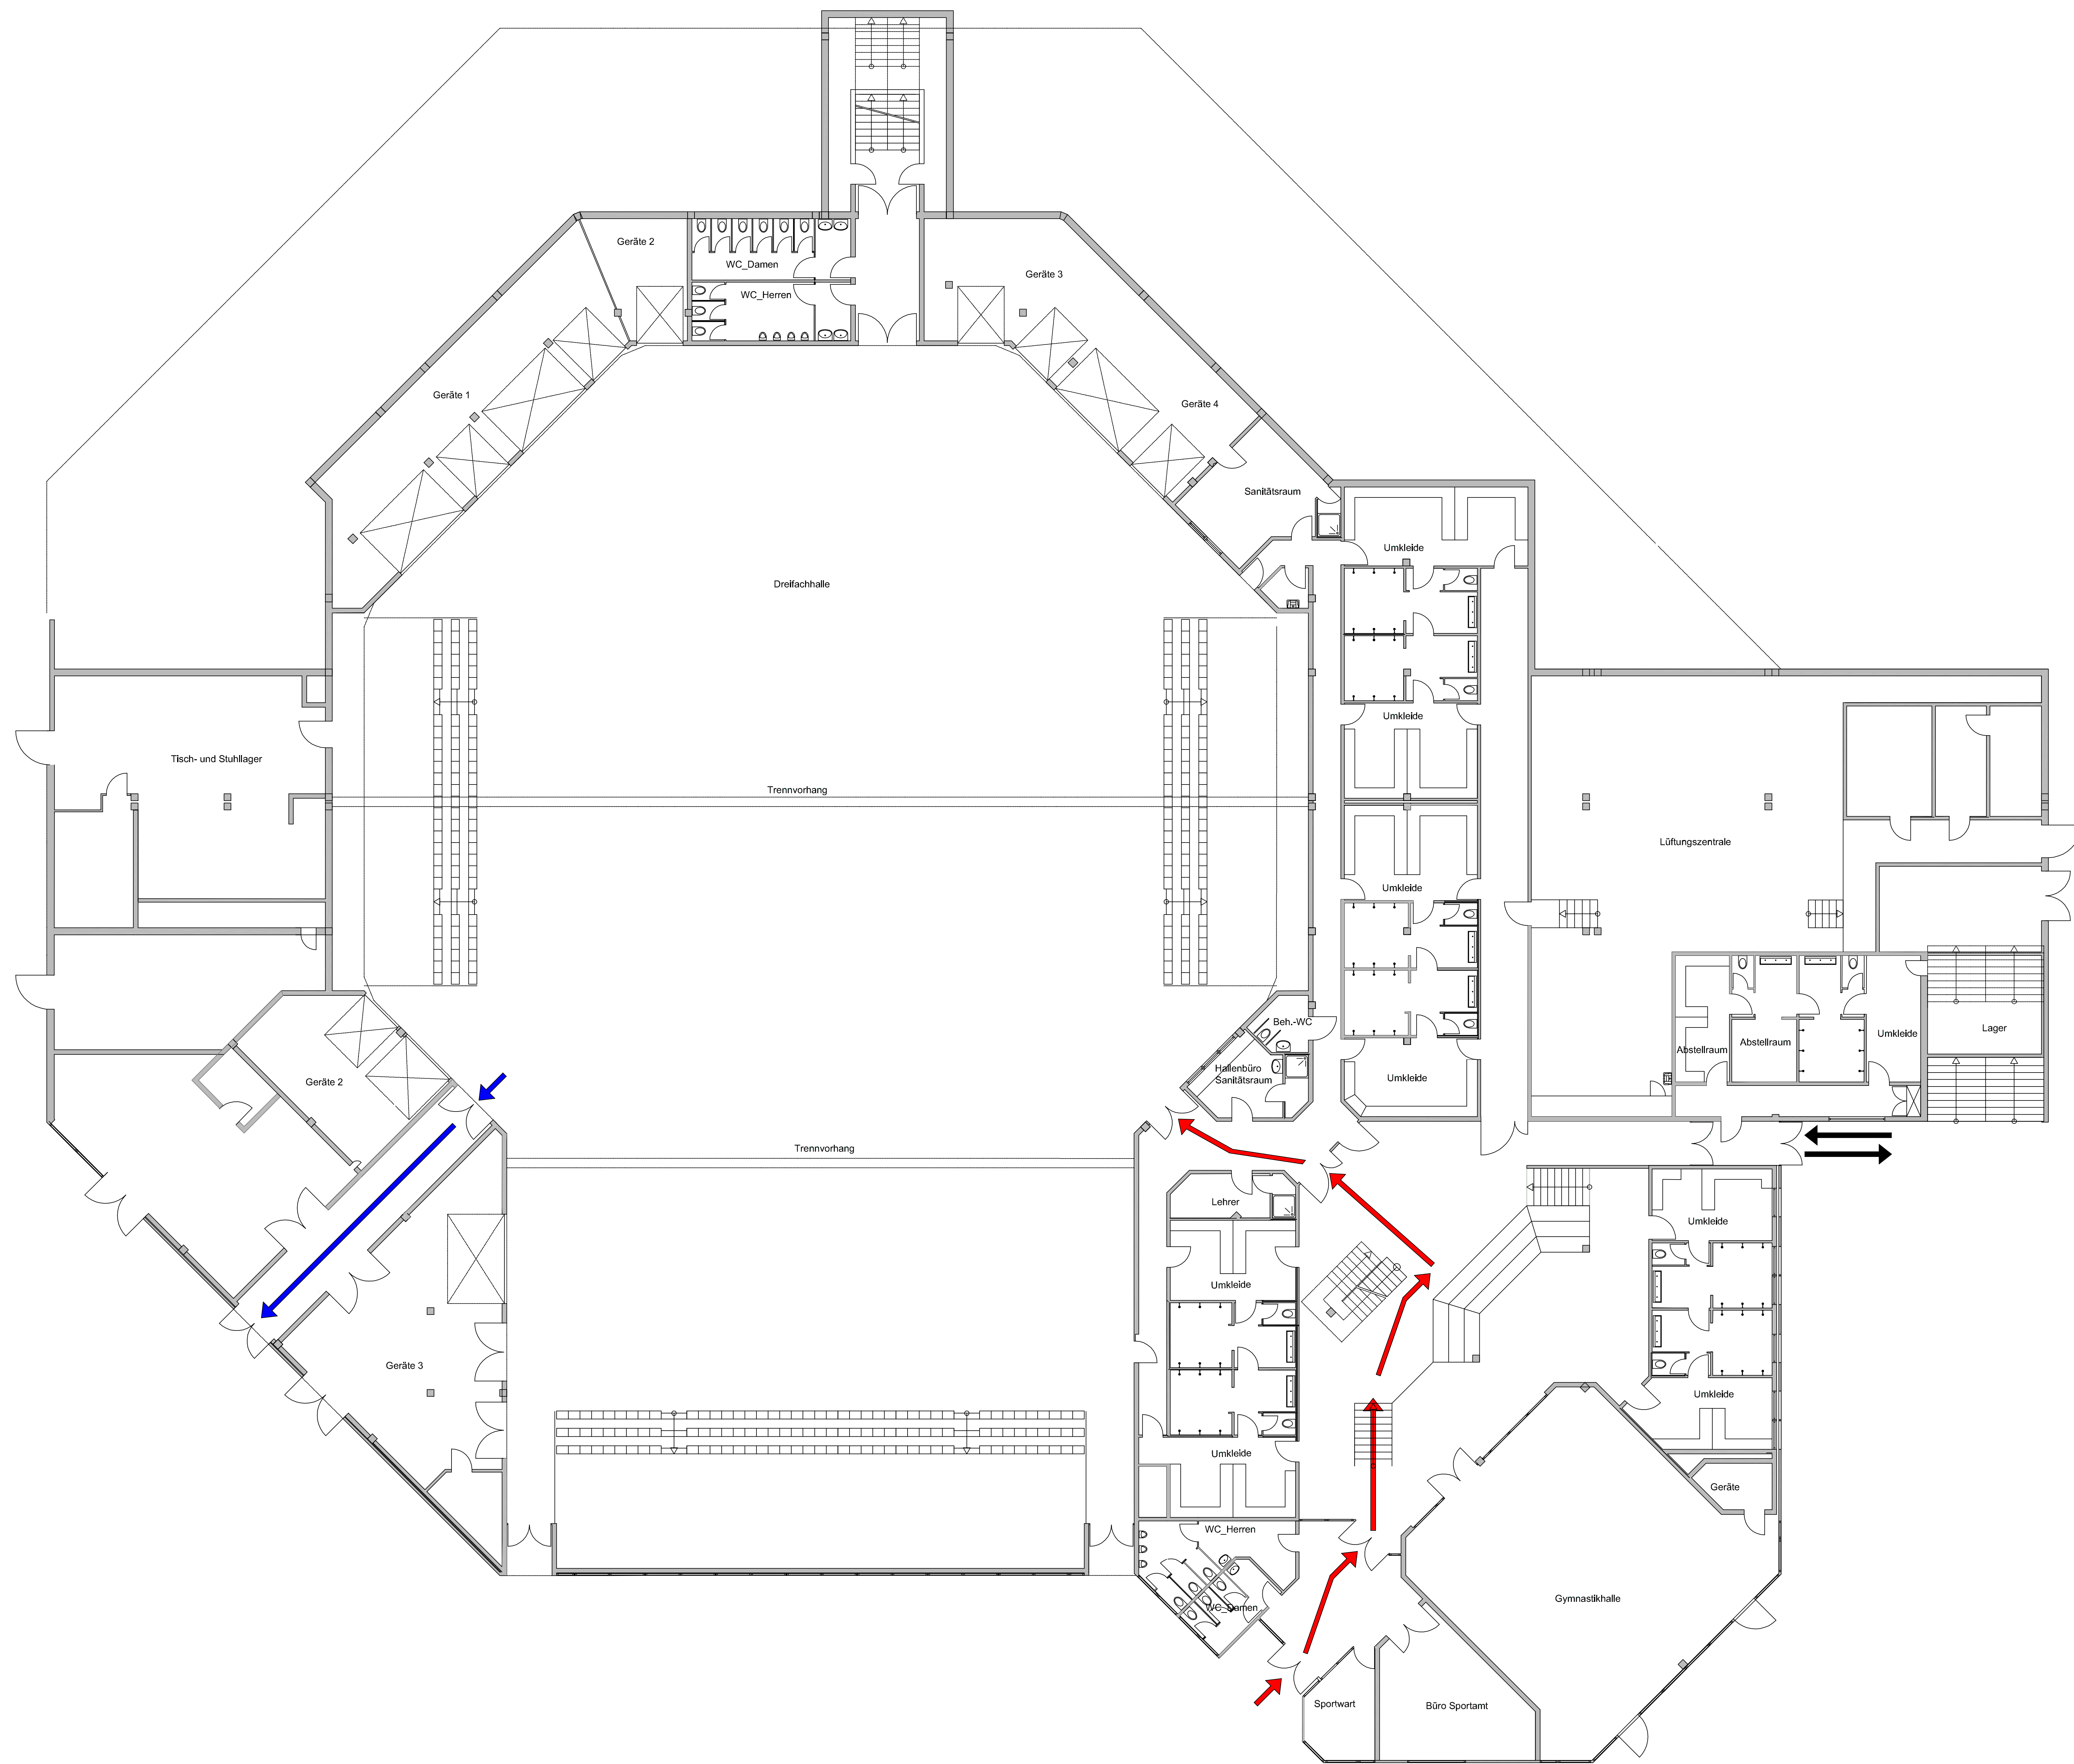 Geräte 2
WC_Damen
Geräte 3
WC_Herren
Geräte 1
Geräte 4
Sanitätsraum
Umkleide
Dreifachhalle
Umkleide
Tisch- und Stuhllager
Trennvorhang
Lüftungszentrale
Umkleide
Beh.-WC
Lager
Umkleide
Abstellraum
Abstellraum
Hallenbüro
Sanitätsraum
Umkleide
Geräte 2
Trennvorhang
Lehrer
Umkleide
Umkleide
Geräte 3
Umkleide
Umkleide
Geräte
WC_Herren
Gymnastikhalle
WC_Damen
Sportwart
Büro Sportamt